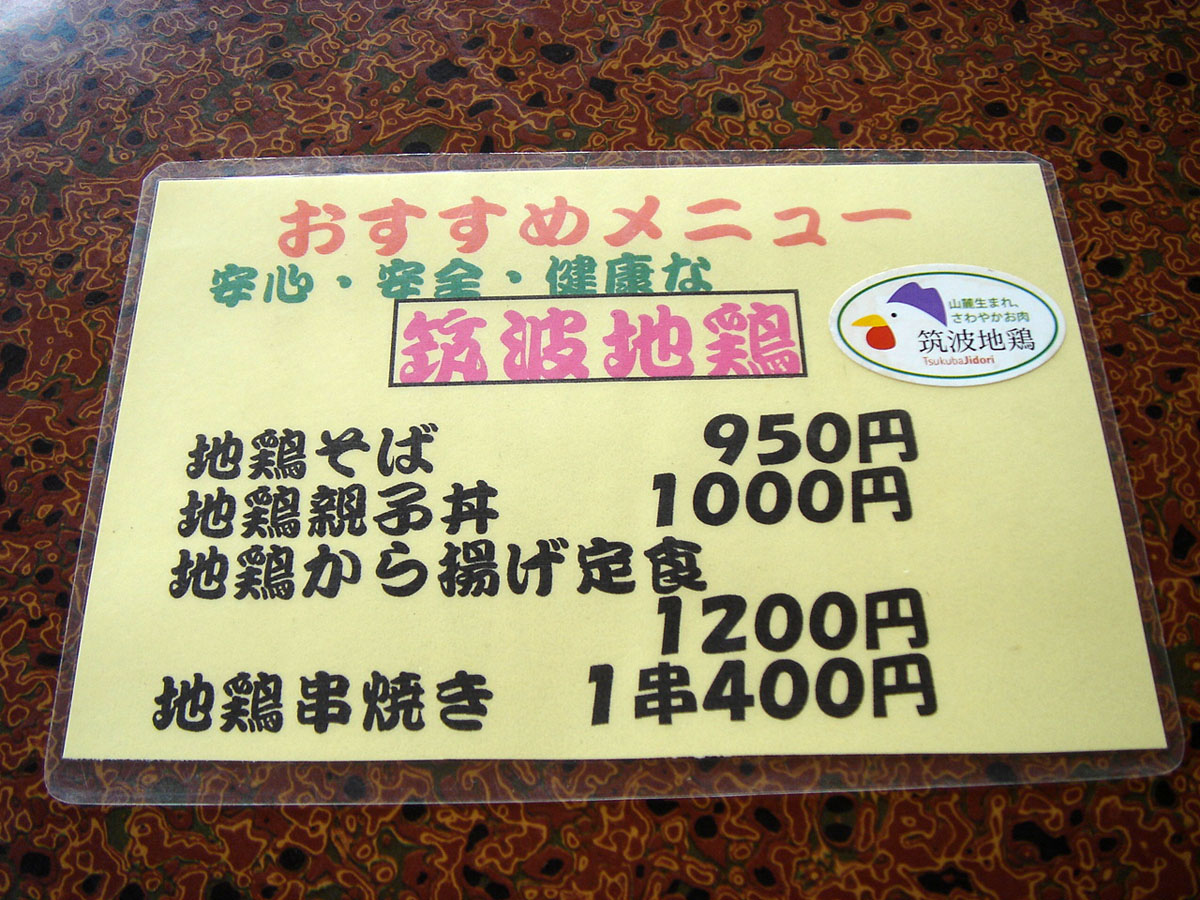 おすすめメニュー
安心・安全・健康な
筑波地鶏
山麓生まれ、
さわやかお肉
筑波地鶏
TsukubaJidori
地鶏そば 950円
地鶏親子丼 1000円
地鶏から揚げ定食
1200円
地鶏串焼き 1串400円